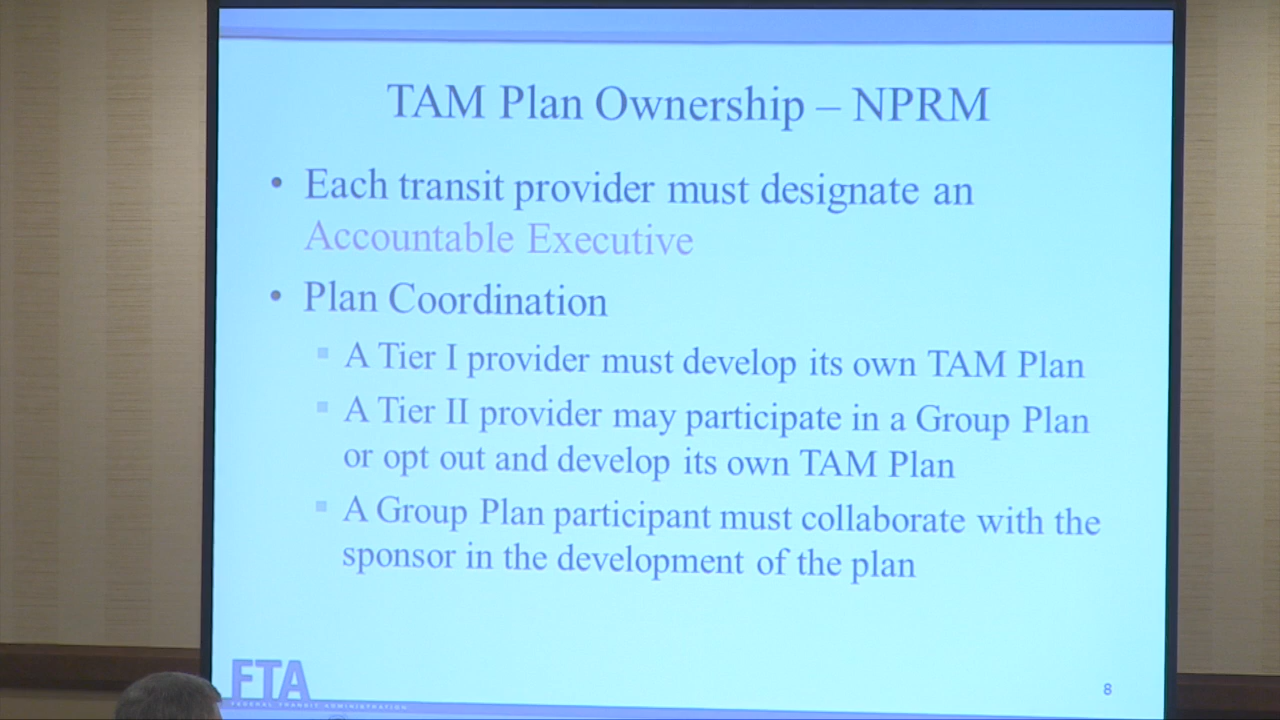 TAM Plan Ownership – NPRM
• Each transit provider must designate an
Accountable Executive
• Plan Coordination
▪ A Tier I provider must develop its own TAM Plan
▪ A Tier II provider may participate in a Group Plan
or opt out and develop its own TAM Plan
▪ A Group Plan participant must collaborate with the
sponsor in the development of the plan
FTA
FEDERAL TRANSIT ADMINISTRATION
8